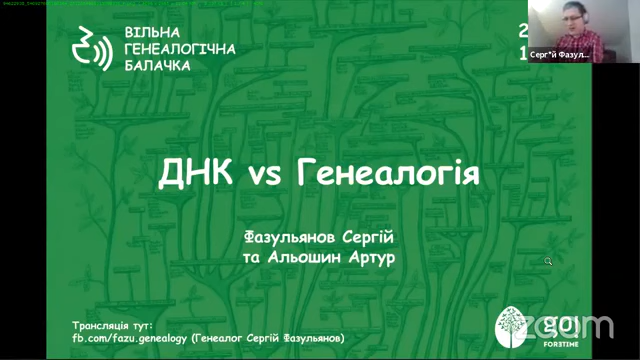 ВІЛЬНА
ГЕНЕАЛОГІЧНА
БАЛАЧКА
Серг"й Фазул...
ДНК vs Генеалогія
Фазульянов Сергій
та Альошин Артур
Трансляція тут:
fb.com/fazu.genealogy (Генеалог Сергій Фазульянов)
zoom